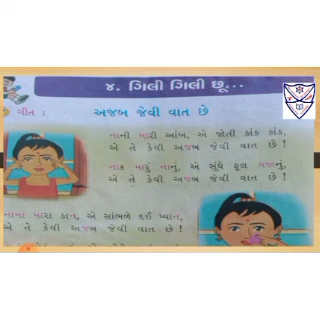 ૪. ગિલી ગિલી છૂ...
ગીત :
અજબ જેવી વાત છે
નાની મારી આંખ, એ જોતી કાંક કાંક,
એ તે કેવી અજબ જેવી વાત છે !
નાક મારું નાનું, એ સૂંઘે ફૂલ મજાનું,
એ તે કેવી અજબ જેવી વાત છે !
નાના મારા કાન, એ સાંભળે દઈ ધ્યાન,
એ તે કેવી અજબ જેવી વાત છે !